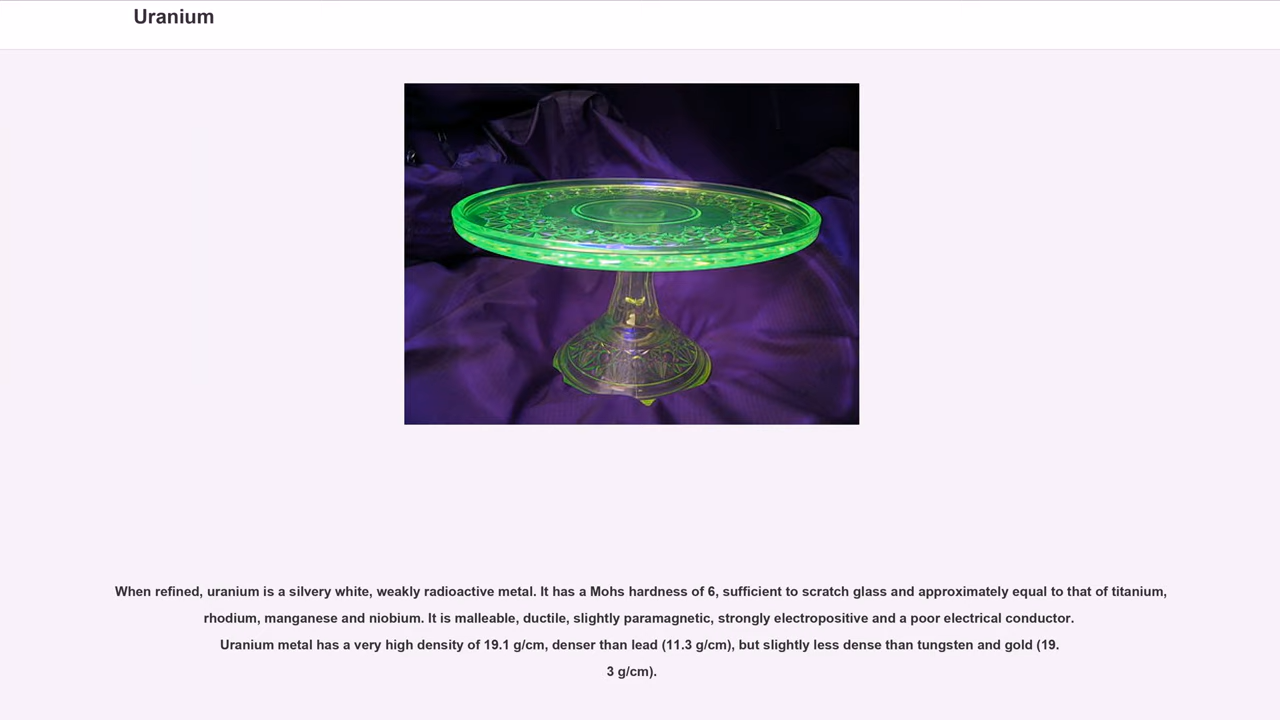 Uranium
When refined, uranium is a silvery white, weakly radioactive metal. It has a Mohs hardness of 6, sufficient to scratch glass and approximately equal to that of titanium,
rhodium, manganese and niobium. It is malleable, ductile, slightly paramagnetic, strongly electropositive and a poor electrical conductor.
Uranium metal has a very high density of 19.1 g/cm, denser than lead (11.3 g/cm), but slightly less dense than tungsten and gold (19.
3 g/cm).